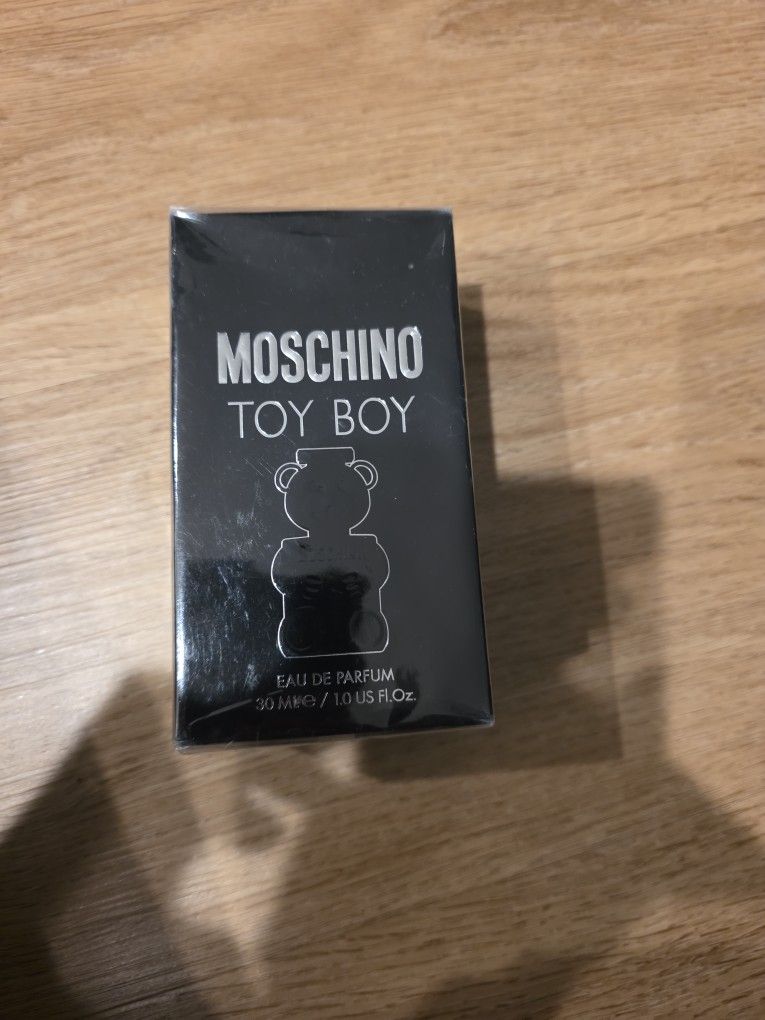 MOSCHINO
TOY BOY
EAU DE PARFUM
30 ML℮ / 1.0 US Fl.Oz.